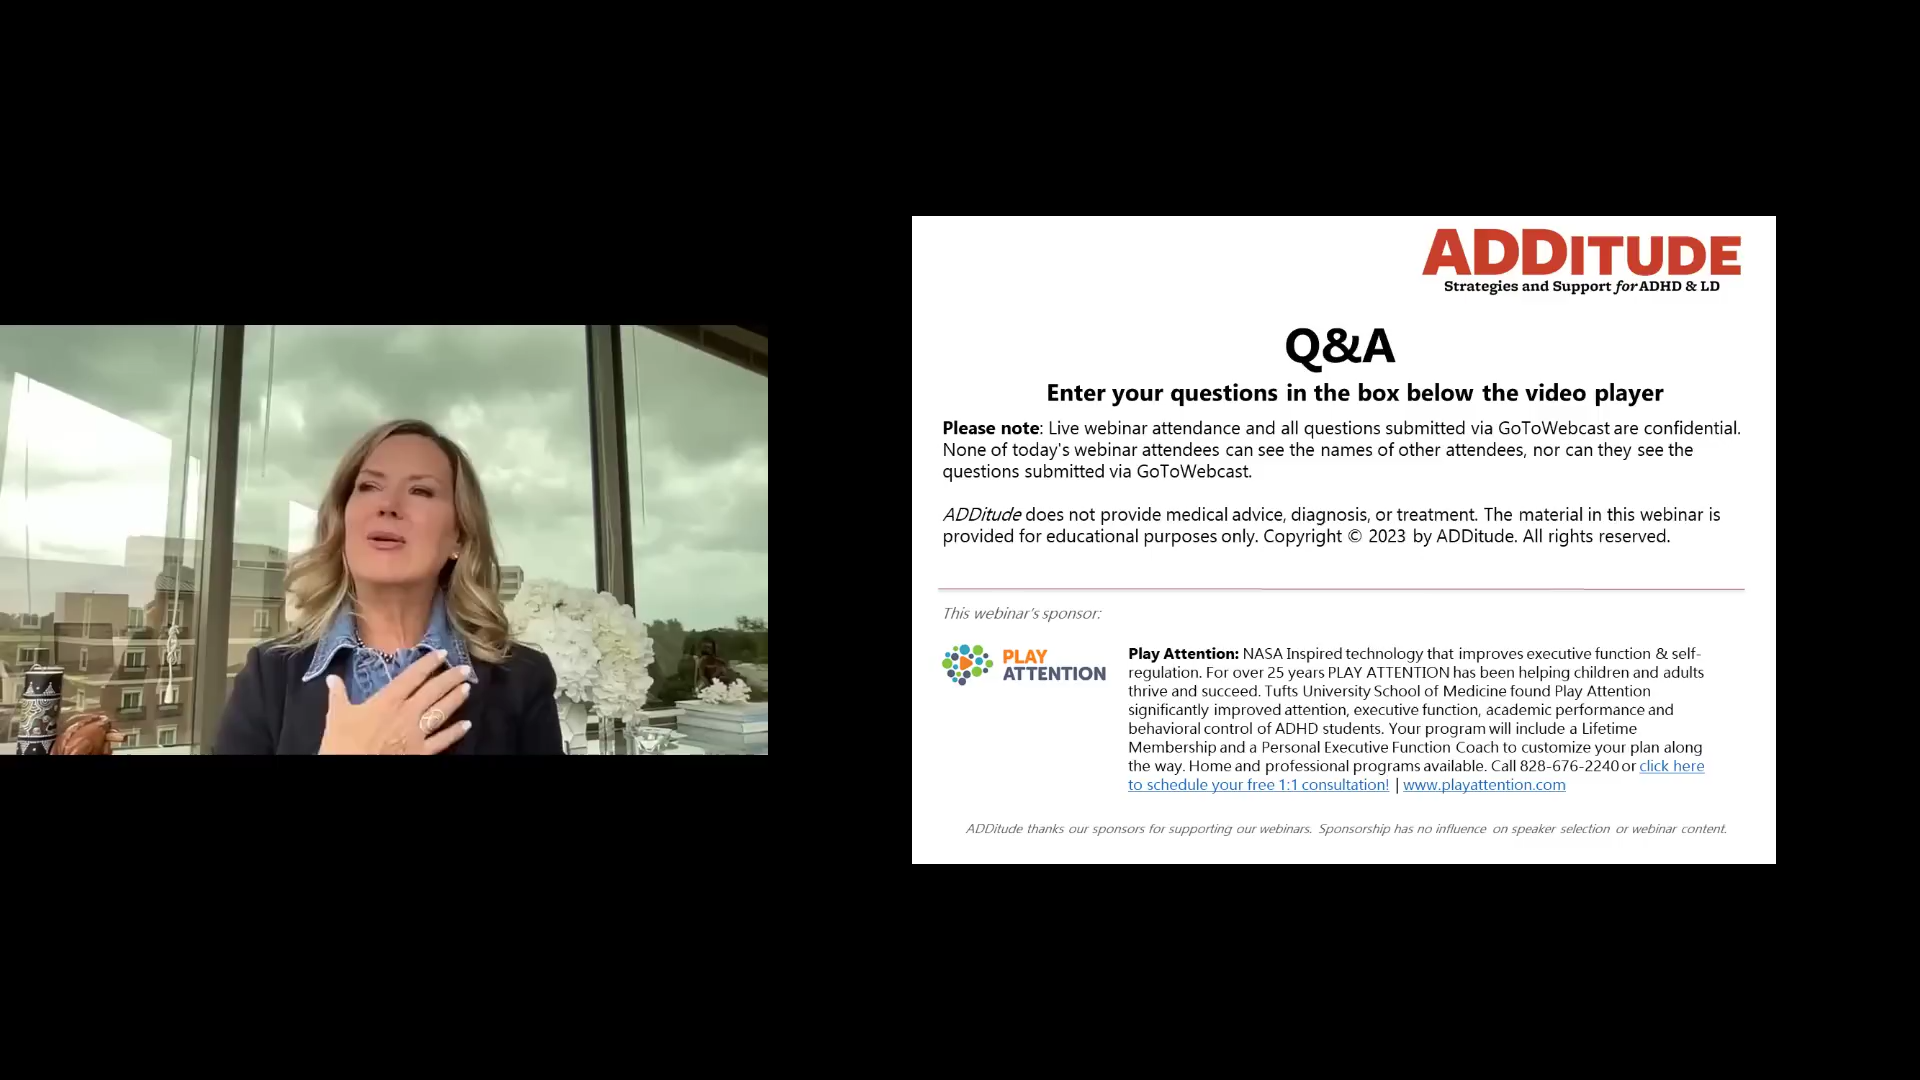 ADDITUDE
Strategies and Support for ADHD & LD
Q&A
Enter your questions in the box below the video player
Please note: Live webinar attendance and all questions submitted via GoToWebcast are confidential.
None of today's webinar attendees can see the names of other attendees, nor can they see the
questions submitted via GoToWebcast.
ADDitude does not provide medical advice, diagnosis, or treatment. The material in this webinar is
provided for educational purposes only. Copyright © 2023 by ADDitude. All rights reserved.
This webinar's sponsor:
PLAY
ATTENTION
Play Attention: NASA Inspired technology that improves executive function & self-
regulation. For over 25 years PLAY ATTENTION has been helping children and adults
thrive and succeed. Tufts University School of Medicine found Play Attention
significantly improved attention, executive function, academic performance and
behavioral control of ADHD students. Your program will include a Lifetime
Membership and a Personal Executive Function Coach to customize your plan along
the way. Home and professional programs available. Call 828-676-2240 or click here
to schedule your free 1:1 consultation! | www.playattention.com
ADDitude thanks our sponsors for supporting our webinars. Sponsorship has no influence on speaker selection or webinar content.